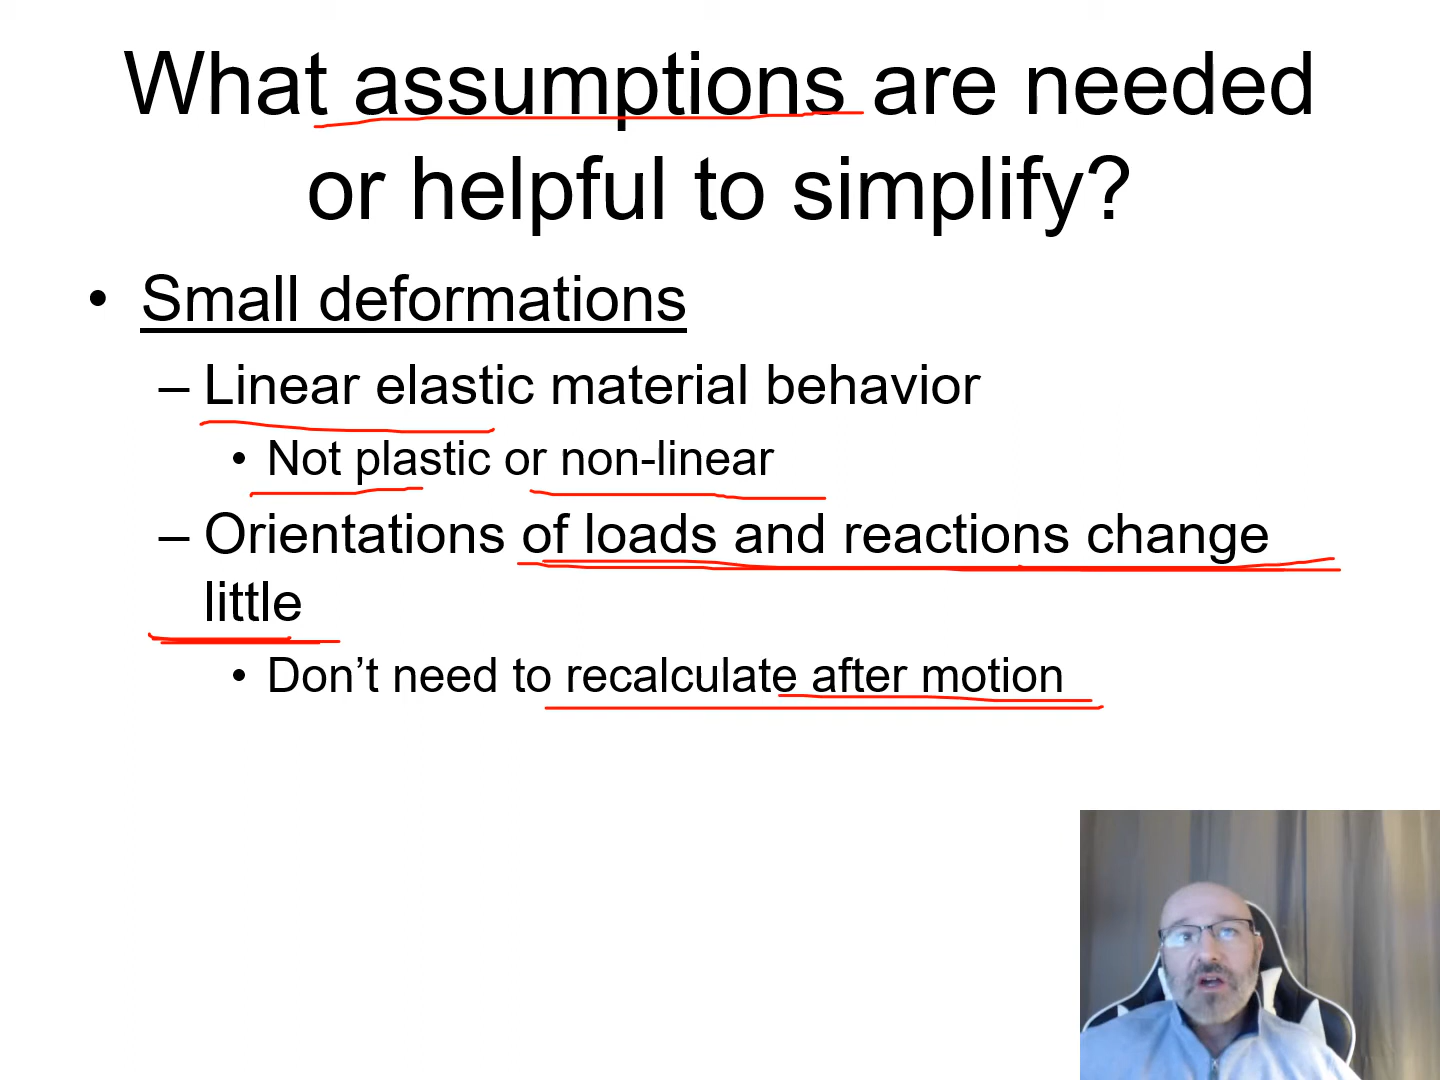 What assumptions are needed
or helpful to simplify?
• Small deformations
– Linear elastic material behavior
• Not plastic or non-linear
– Orientations of loads and reactions change
little
• Don’t need to recalculate after motion